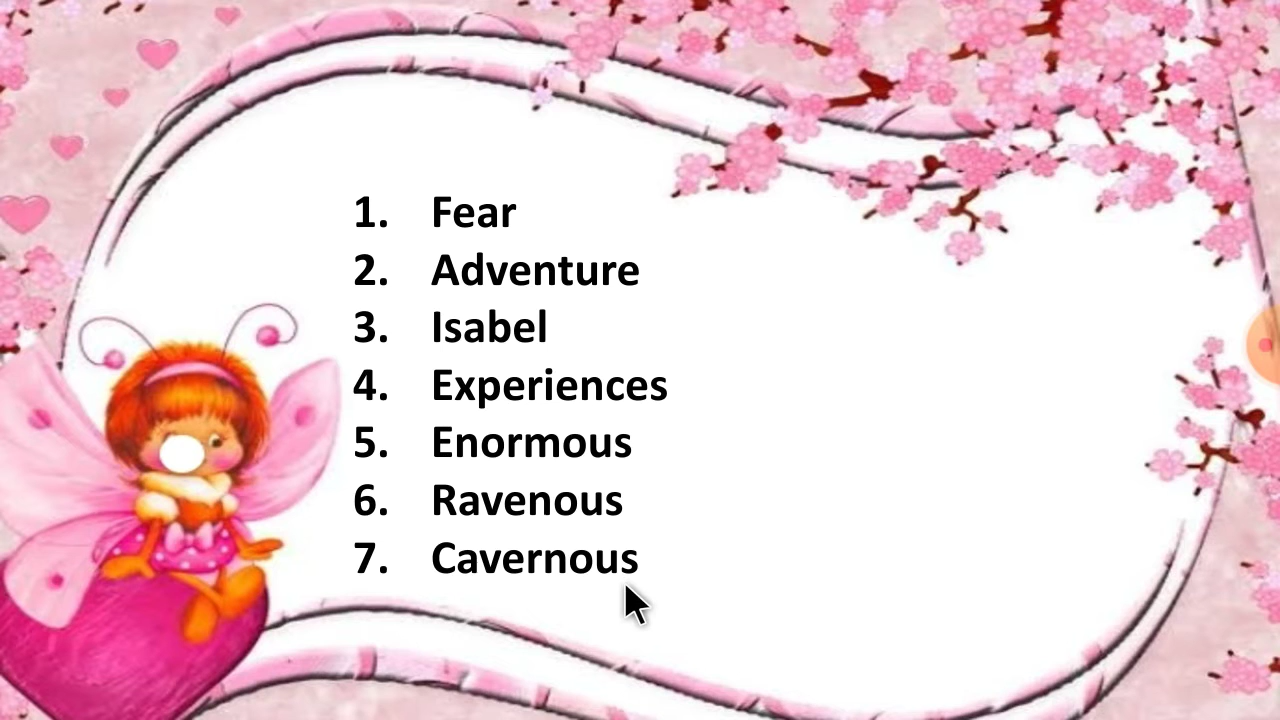 1. Fear
2. Adventure
3. Isabel
4. Experiences
5. Enormous
6. Ravenous
7. Cavernous